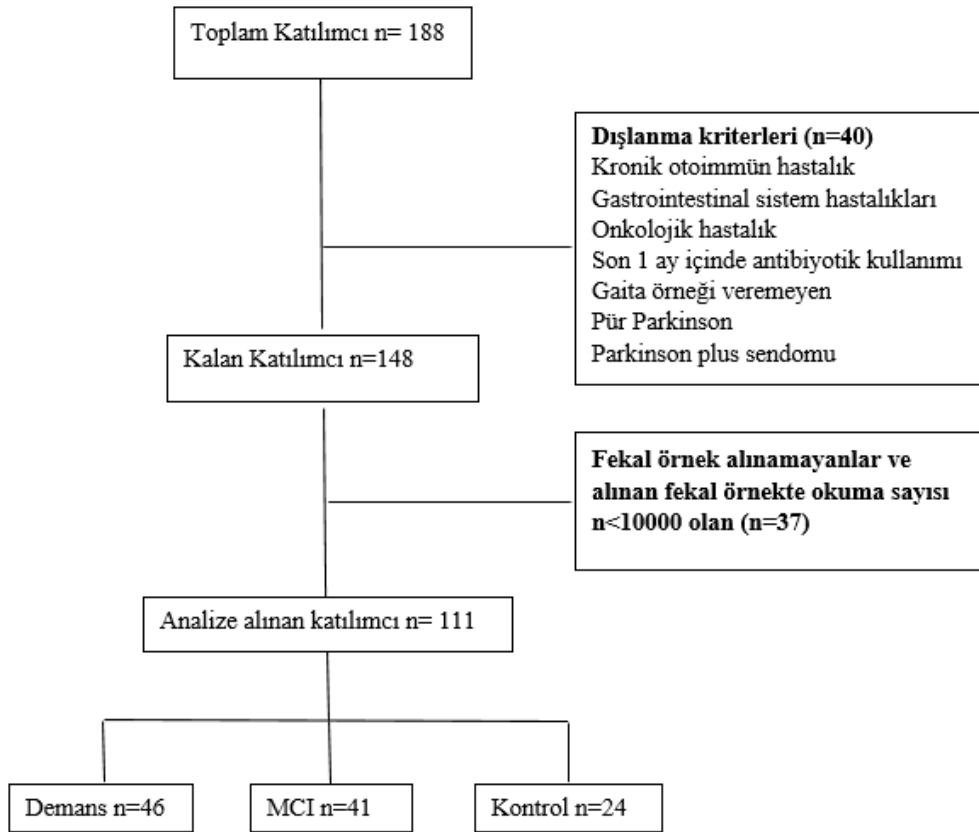 Toplam Katılımcı n= 188
Dışlanma kriterleri (n=40)
Kronik otoimmün hastalık
Gastrointestinal sistem hastalıkları
Onkolojik hastalık
Son 1 ay içinde antibiyotik kullanımı
Gaita örneği veremeyen
Pür Parkinson
Parkinson plus sendomu
Kalan Katılımcı n=148
Fekal örnek alınamayanlar ve
alınan fekal örnekte okuma sayısı
n<10000 olan (n=37)
Analize alınan katılımcı n= 111
Demans n=46
MCI n=41
Kontrol n=24